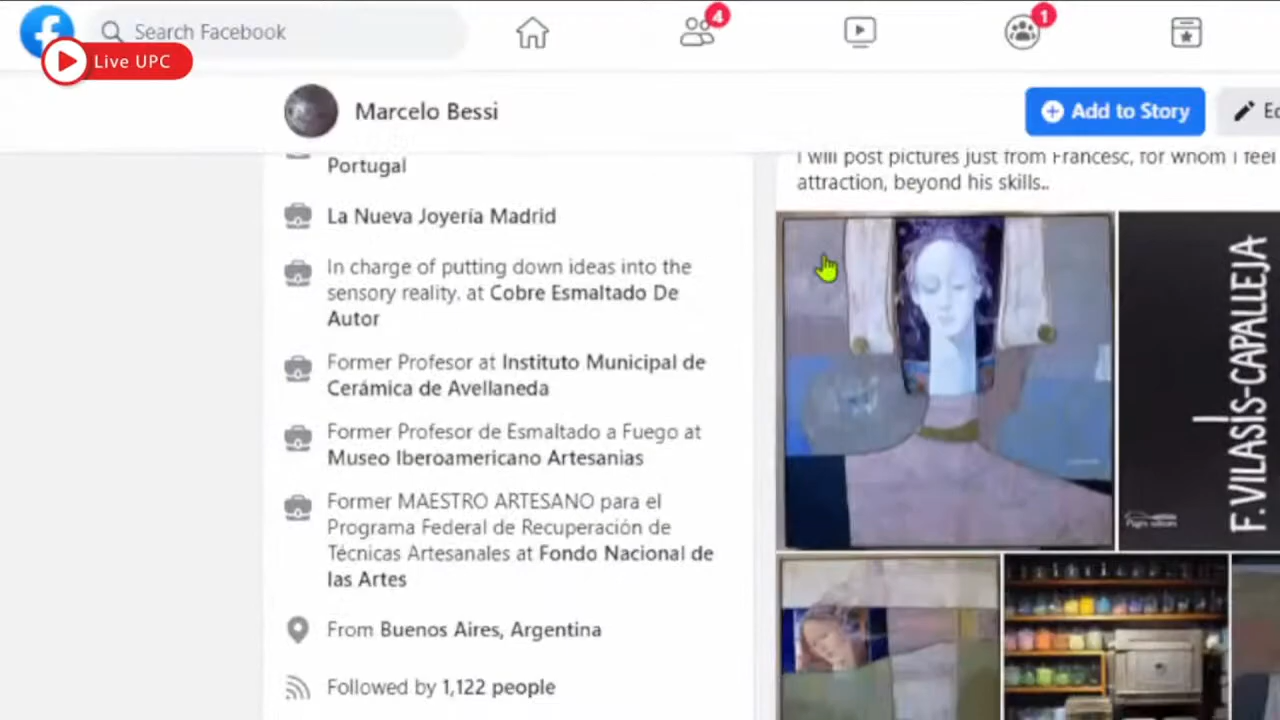 Search Facebook
4
1
Live UPC
Marcelo Bessi
Add to Story
Portugal
La Nueva Joyería Madrid
In charge of putting down ideas into the
sensory reality. at Cobre Esmaltado De
Autor
Former Profesor at Instituto Municipal de
Cerámica de Avellaneda
Former Profesor de Esmaltado a Fuego at
Museo Iberoamericano Artesanias
Former MAESTRO ARTESANO para el
Programa Federal de Recuperación de
Técnicas Artesanales at Fondo Nacional de
las Artes
From Buenos Aires, Argentina
Followed by 1,122 people
I will post pictures just from Francesc, for whom I feel
attraction, beyond his skills..
F. VILASIS-CAPALLEJA